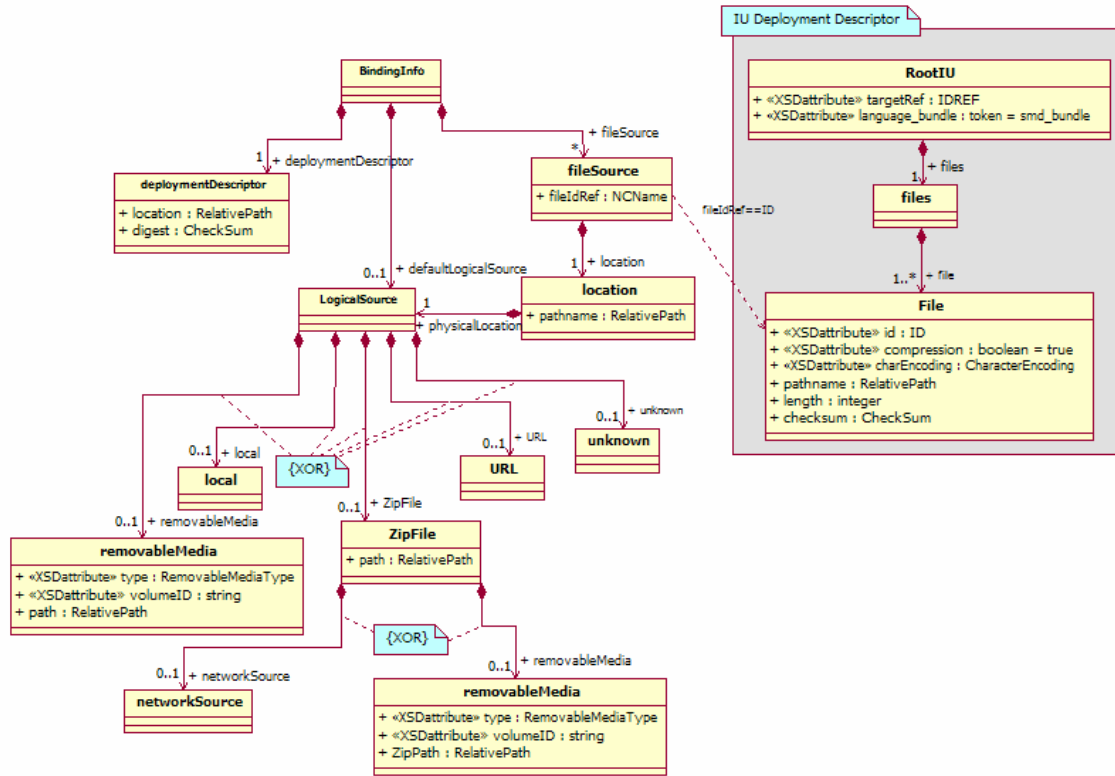 IU Deployment Descriptor
BindingInfo
RootIU
+ «XSDattribute» targetRef : IDREF
+ «XSDattribute» language_bundle : token = smd_bundle
+ fileSource
*
1
+ deploymentDescriptor
deploymentDescriptor
+ location : RelativePath
+ digest : CheckSum
fileSource
+ fileIdRef : NCName
fileIdRef==ID
+ files
1
files
0..1
+ defaultLogicalSource
1
+ location
1..*
+ file
LogicalSource
1
+ physicalLocation
location
+ pathname : RelativePath
File
+ «XSDattribute» id : ID
+ «XSDattribute» compression : boolean = true
+ «XSDattribute» charEncoding : CharacterEncoding
+ pathname : RelativePath
+ length : integer
+ checksum : CheckSum
0..1
+ unknown
unknown
0..1
+ local
local
{XOR}
0..1
+ URL
URL
0..1
+ ZipFile
ZipFile
+ path : RelativePath
0..1
+ removableMedia
removableMedia
+ «XSDattribute» type : RemovableMediaType
+ «XSDattribute» volumeID : string
+ path : RelativePath
{XOR}
0..1
+ networkSource
networkSource
0..1
+ removableMedia
removableMedia
+ «XSDattribute» type : RemovableMediaType
+ «XSDattribute» volumeID : string
+ ZipPath : RelativePath